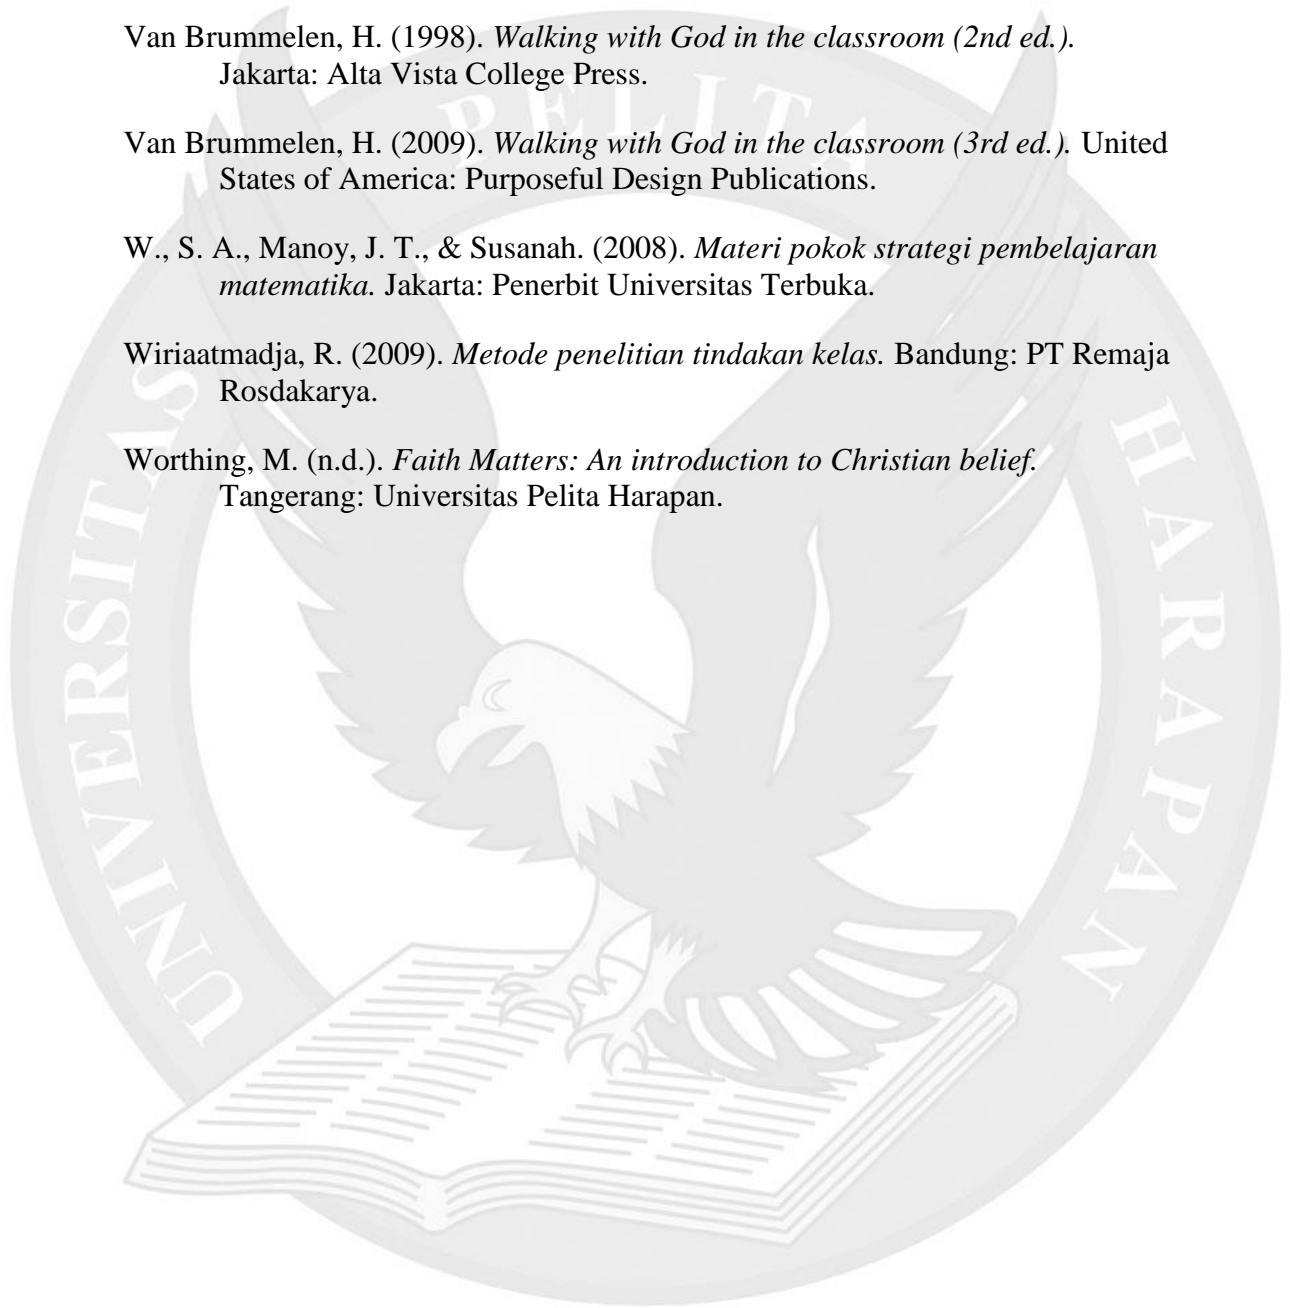 Van Brummelen, H. (1998). Walking with God in the classroom (2nd ed.).
Jakarta: Alta Vista College Press.
Van Brummelen, H. (2009). Walking with God in the classroom (3rd ed.). United
States of America: Purposeful Design Publications.
W., S. A., Manoy, J. T., & Susanah. (2008). Materi pokok strategi pembelajaran
matematika. Jakarta: Penerbit Universitas Terbuka.
Wiriaatmadja, R. (2009). Metode penelitian tindakan kelas. Bandung: PT Remaja
Rosdakarya.
Worthing, M. (n.d.). Faith Matters: An introduction to Christian belief.
Tangerang: Universitas Pelita Harapan.
UNIVERSITAS PELITA HARAPAN